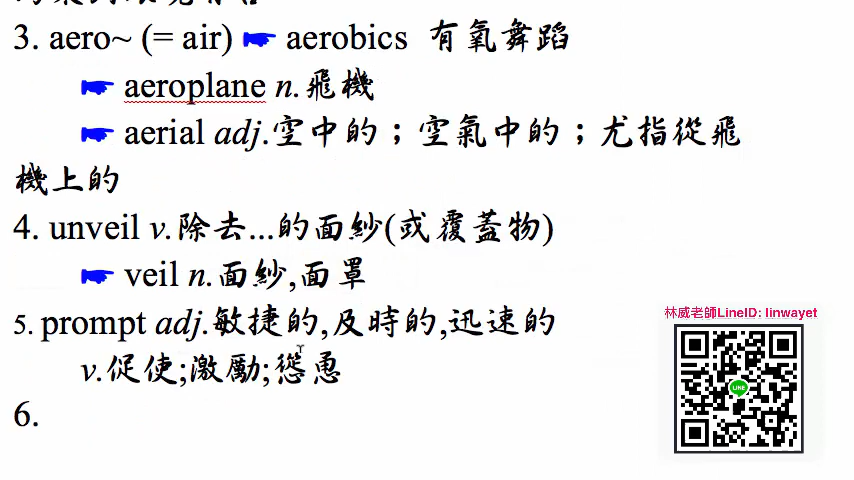 3. aero~ (= air) ☛ aerobics 有氧舞蹈
☛ aeroplane n.飛機
☛ aerial adj.空中的；空氣中的；尤指從飛
機上的
4. unveil v.除去...的面紗(或覆蓋物)
☛ veil n.面紗,面罩
5. prompt adj.敏捷的,及時的,迅速的
v.促使;激勵;慫恿
6.
林威老師LineID: linwayet
LINE